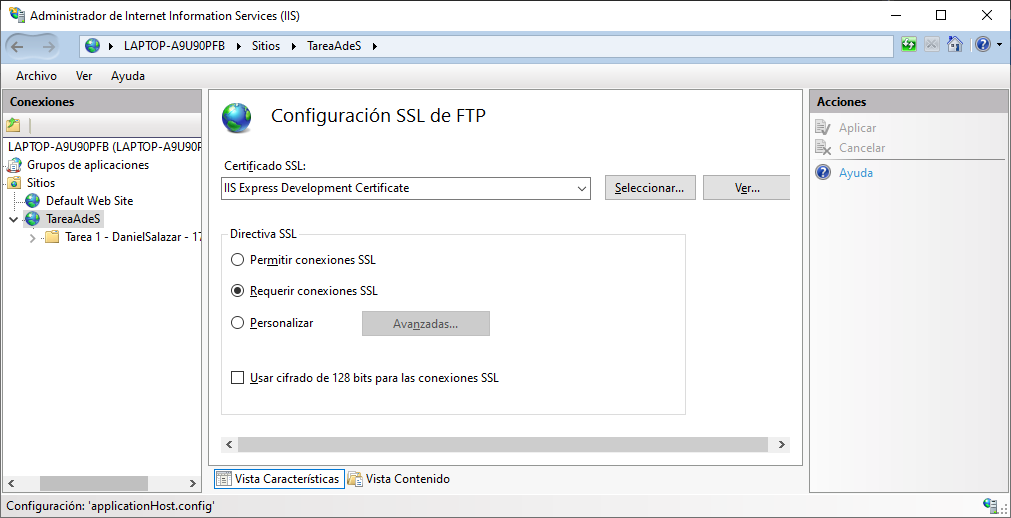 Administrador de Internet Information Services (IIS)
LAPTOP-A9U90PFB Sitios TareaAdeS
Archivo Ver Ayuda
Conexiones
LAPTOP-A9U90PFB (LAPTOP-A9U90PF
Grupos de aplicaciones
Sitios
Default Web Site
TareaAdeS
Tarea 1 - DanielSalazar - 17
Configuración SSL de FTP
Certificado SSL:
IIS Express Development Certificate
Seleccionar...
Ver...
Directiva SSL
Permitir conexiones SSL
Requerir conexiones SSL
Personalizar
Avanzadas...
Usar cifrado de 128 bits para las conexiones SSL
Vista Características
Vista Contenido
Acciones
Aplicar
Cancelar
Ayuda
Configuración: 'applicationHost.config'